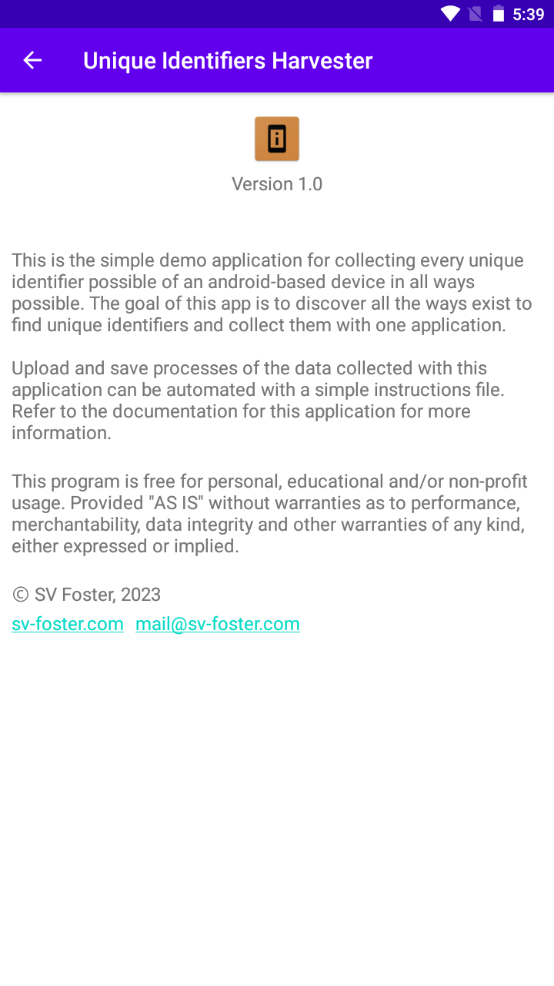 5:39
Unique Identifiers Harvester
Version 1.0
This is the simple demo application for collecting every unique
identifier possible of an android-based device in all ways
possible. The goal of this app is to discover all the ways exist to
find unique identifiers and collect them with one application.
Upload and save processes of the data collected with this
application can be automated with a simple instructions file.
Refer to the documentation for this application for more
information.
This program is free for personal, educational and/or non-profit
usage. Provided "AS IS" without warranties as to performance,
merchantability, data integrity and other warranties of any kind,
either expressed or implied.
© SV Foster, 2023
sv-foster.com mail@sv-foster.com